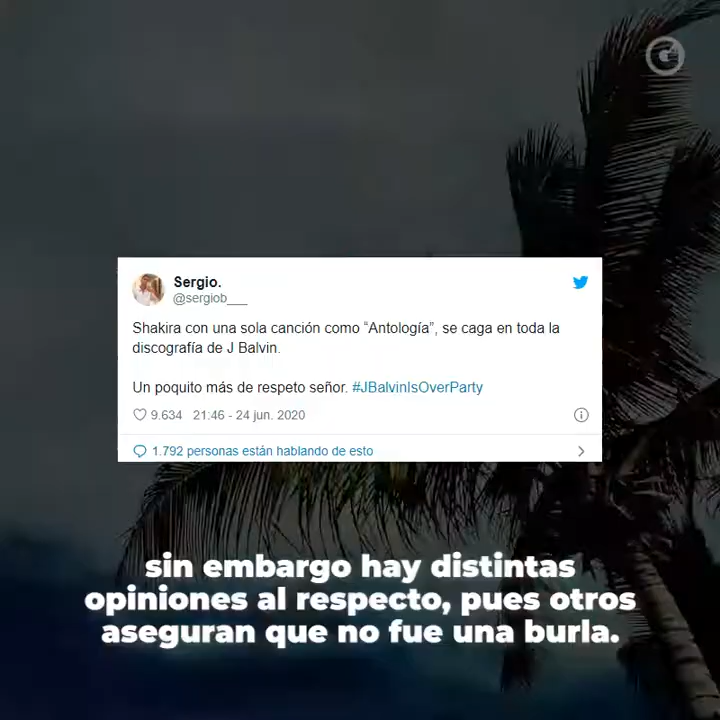 Sergio.
@sergiob___
Shakira con una sola canción como “Antología”, se caga en toda la
discografía de J Balvin.
Un poquito más de respeto señor. #JBalvinIsOverParty
9.634 21:46 - 24 jun. 2020
1.792 personas están hablando de esto
sin embargo hay distintas
opiniones al respecto, pues otros
aseguran que no fue una burla.